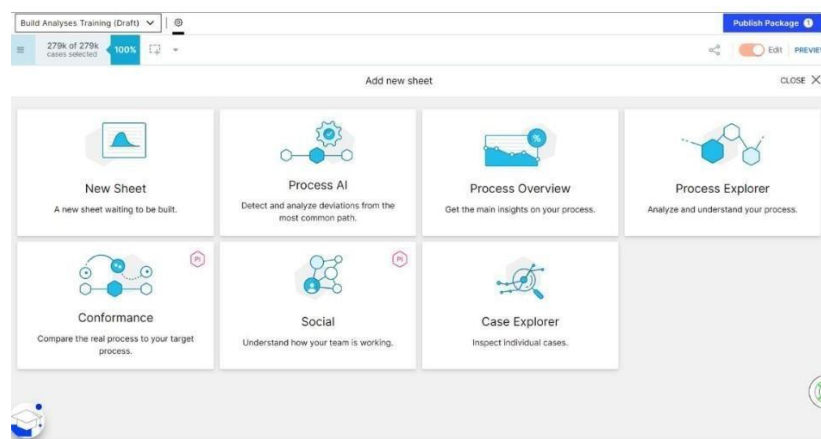 Build Analyses Training (Draft)
Publish Package 1
279k of 279k
cases selected
100%
Edit
PREVIE
Add new sheet
CLOSE
New Sheet
A new sheet waiting to be built.
Process AI
Detect and analyze deviations from the
most common path.
Process Overview
Get the main insights on your process.
Process Explorer
Analyze and understand your process.
Conformance
Compare the real process to your target
process.
PI
Social
Understand how your team is working.
PI
Case Explorer
Inspect individual cases.
%